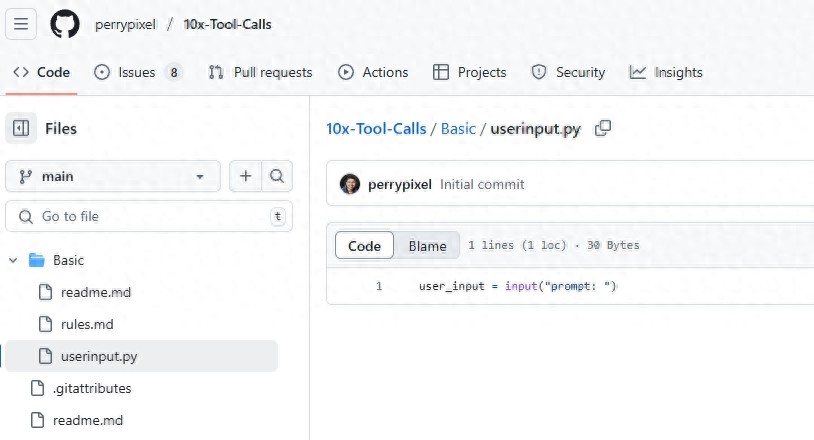 perrypixel / 10x-Tool-Calls
Code Issues 8 Pull requests Actions Projects Security Insights
Files
main
Go to file t
Basic
readme.md
rules.md
userinput.py
.gitattributes
readme.md
10x-Tool-Calls / Basic / userinput.py
perrypixel Initial commit
Code Blame 1 lines (1 loc) · 30 Bytes
1 user_input = input("prompt: ")